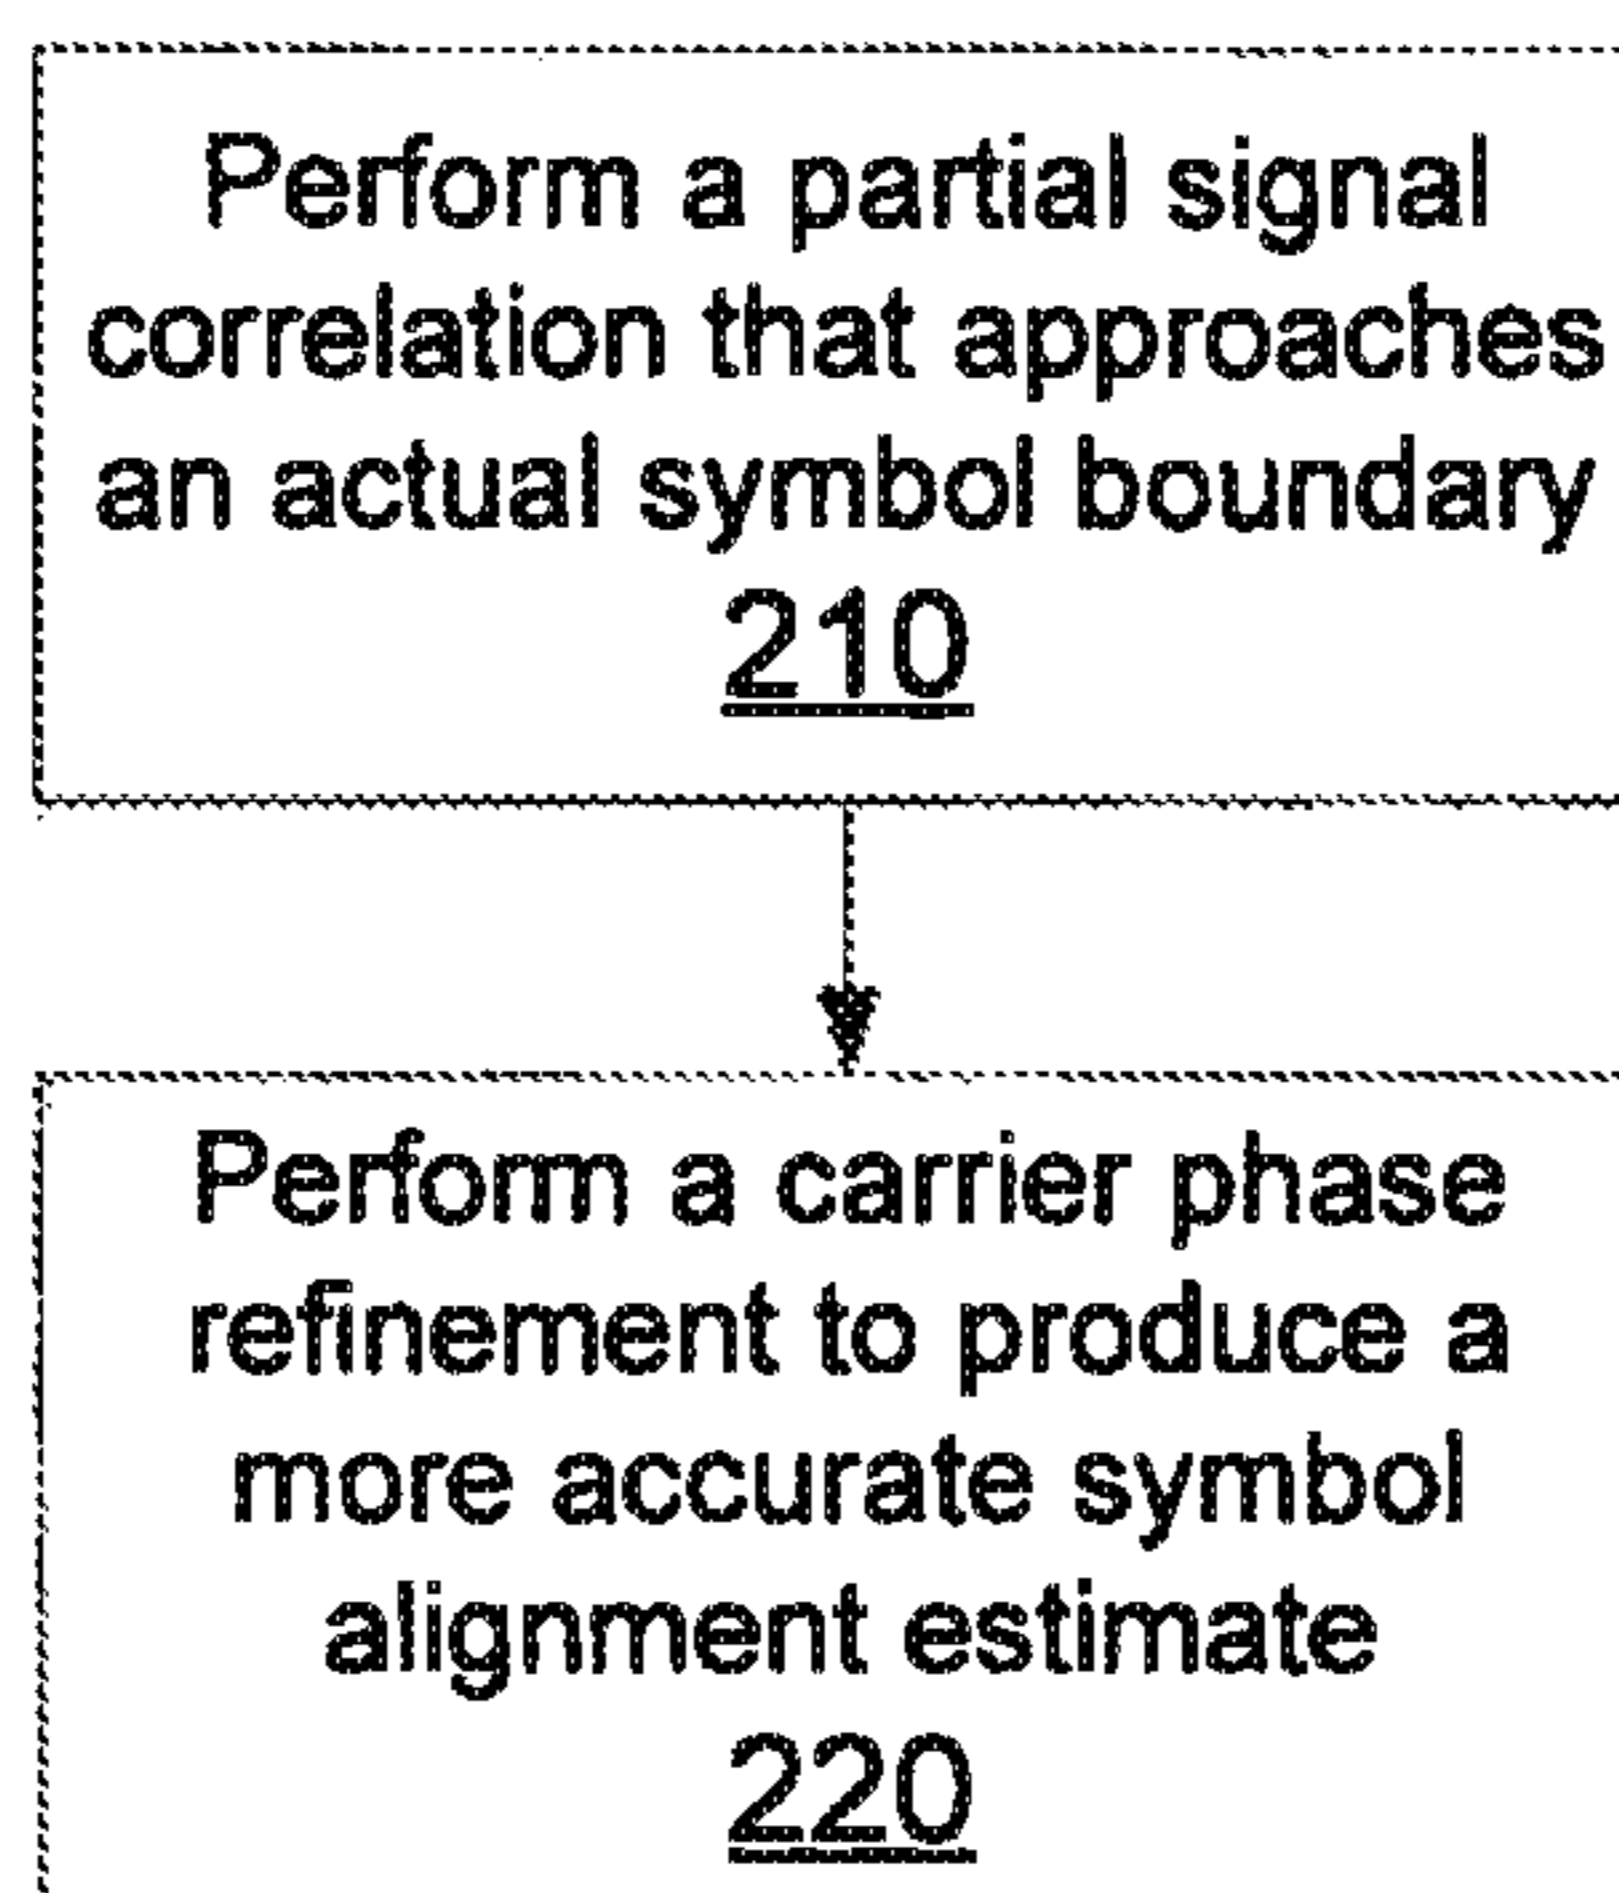 Perform a partial signal
correlation that approaches
an actual symbol boundary
210
Perform a carrier phase
refinement to produce a
more accurate symbol
alignment estimate
220